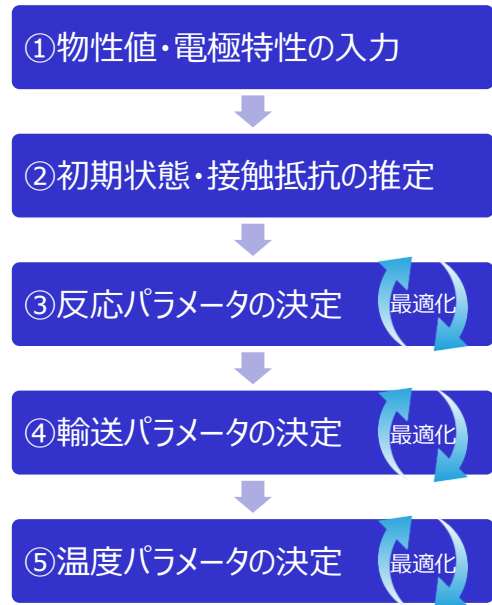 ①物性値・電極特性の入力
②初期状態・接触抵抗の推定
③反応パラメータの決定 最適化
④輸送パラメータの決定 最適化
⑤温度パラメータの決定 最適化